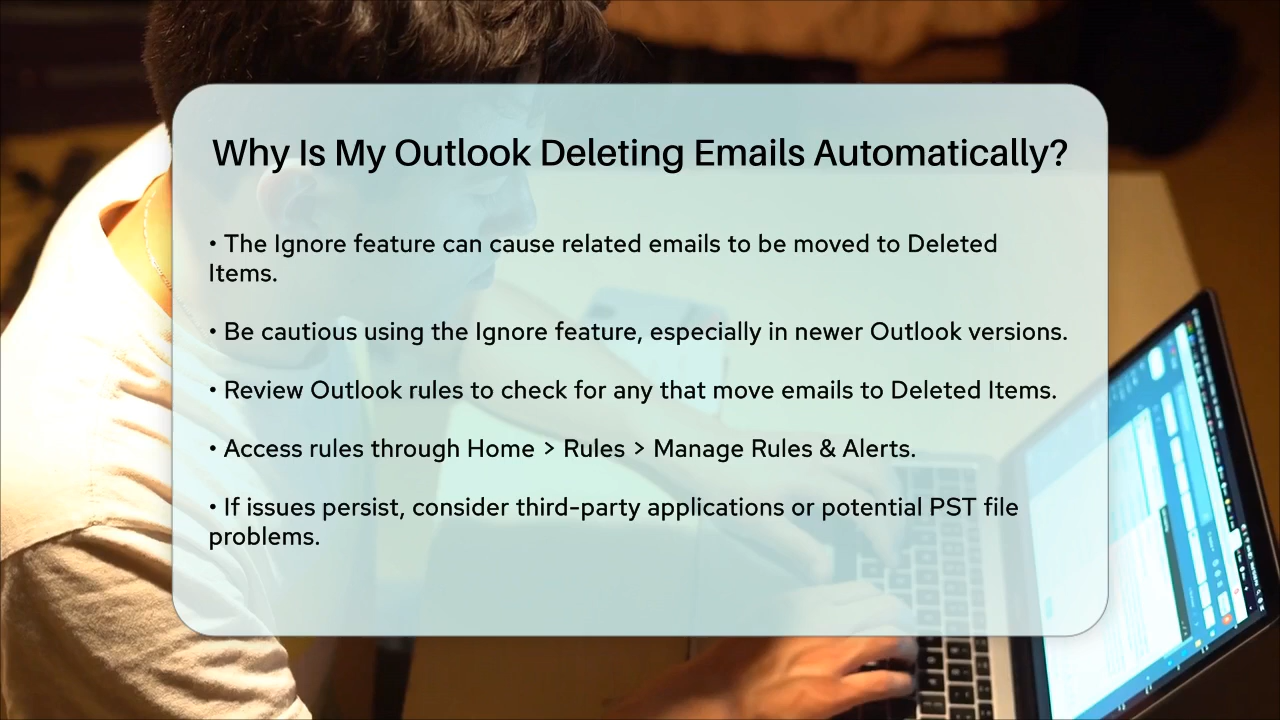 Why Is My Outlook Deleting Emails Automatically?
• The Ignore feature can cause related emails to be moved to Deleted
Items.
• Be cautious using the Ignore feature, especially in newer Outlook versions.
• Review Outlook rules to check for any that move emails to Deleted Items.
• Access rules through Home > Rules > Manage Rules & Alerts.
• If issues persist, consider third-party applications or potential PST file
problems.